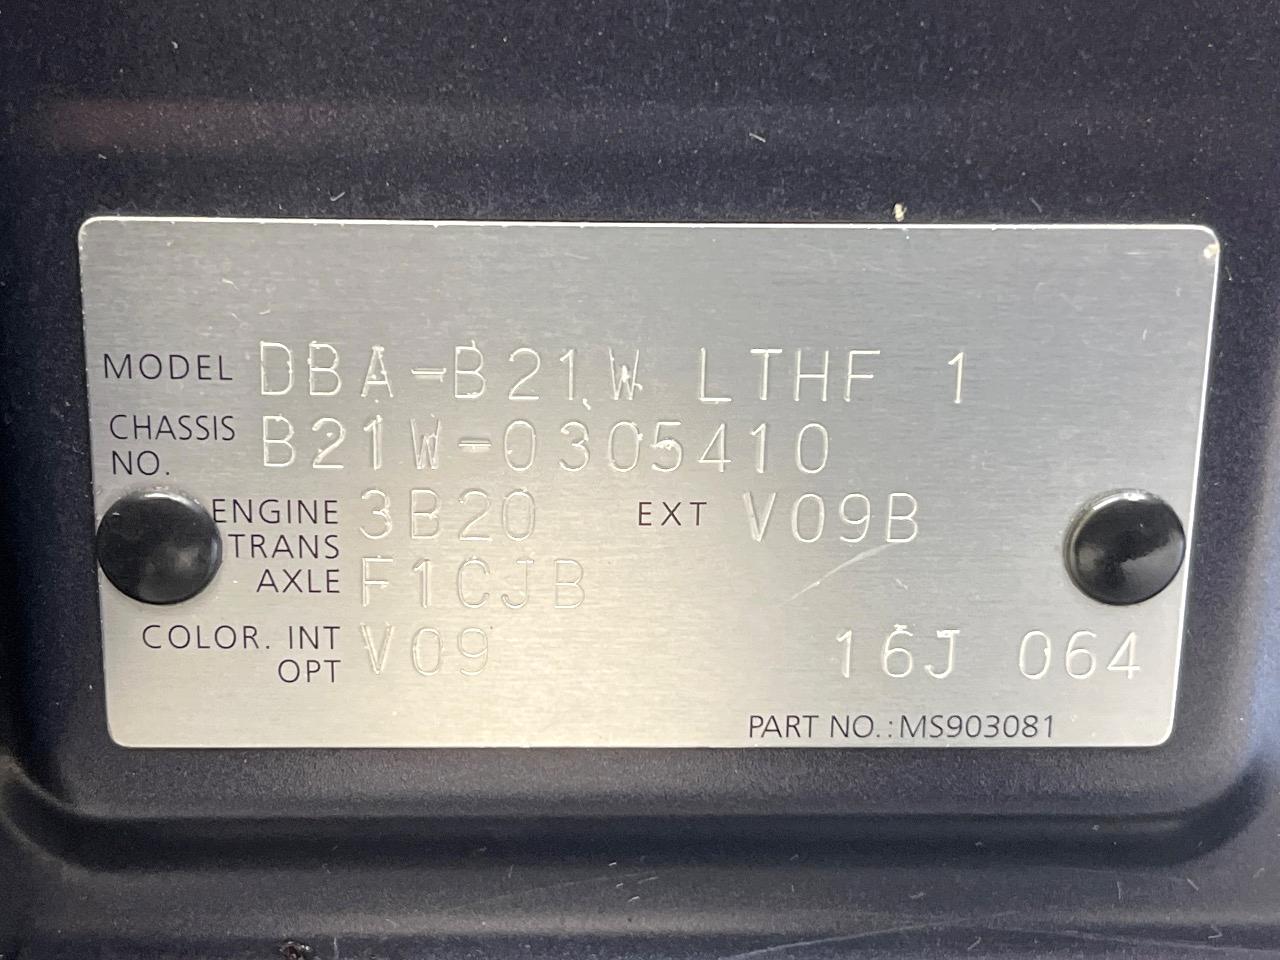 MODEL DBA-B21W LTHF 1
CHASSIS NO. B21W-0305410
ENGINE 3B20 EXT V09B
TRANS AXLE F1CJB
COLOR. INT OPT V09 16J 064
PART NO.:MS903081